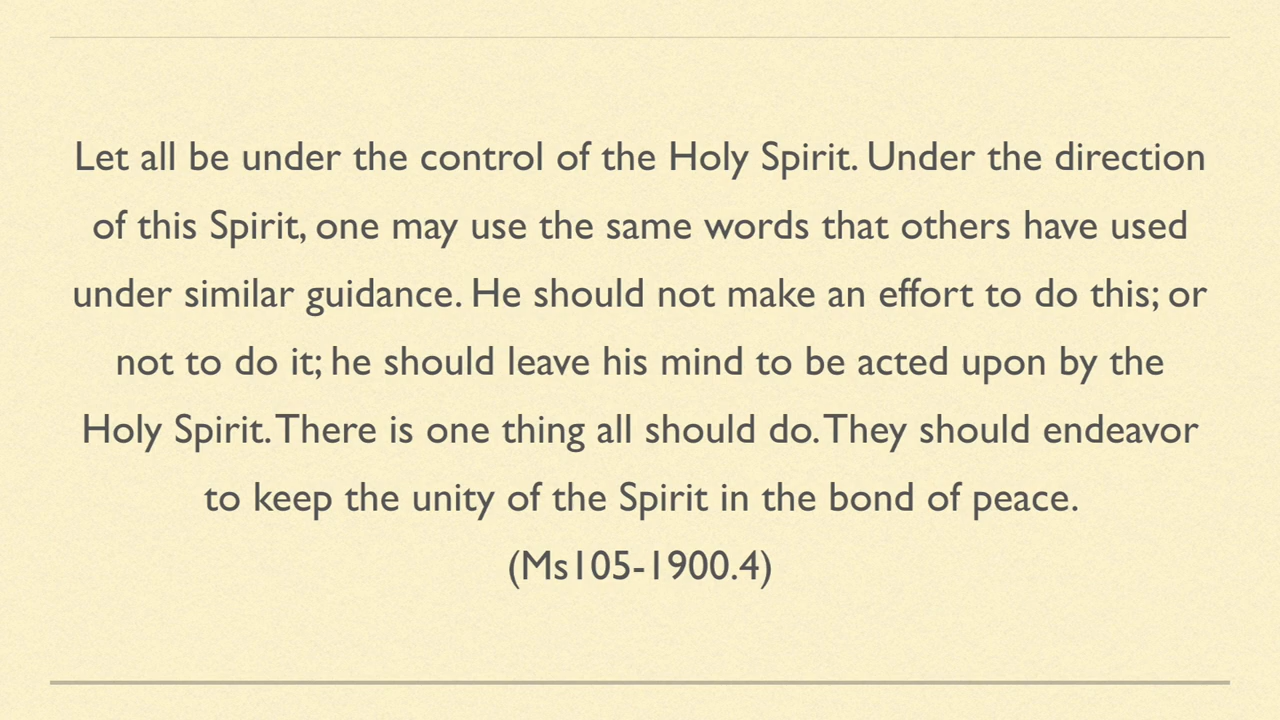 Let all be under the control of the Holy Spirit. Under the direction
of this Spirit, one may use the same words that others have used
under similar guidance. He should not make an effort to do this; or
not to do it; he should leave his mind to be acted upon by the
Holy Spirit. There is one thing all should do. They should endeavor
to keep the unity of the Spirit in the bond of peace.
(Ms105-1900.4)